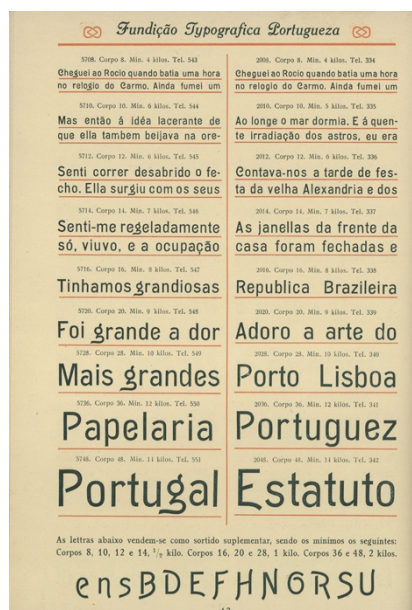 Fundição Typografica Portugueza
5708. Corpo 8. Min. 4 kilos. Tel. 543
Cheguei ao Rocio quando batia uma hora
no relogio do Carmo. Ainda fumei um
5710. Corpo 10. Min. 6 kilos. Tel. 544
Mas então á idéa lacerante de
que ella tambem beijava na ore-
5712. Corpo 12. Min. 6 kilos. Tel. 545
Senti correr desabrido o fe-
cho. Ella surgiu com os seus
5714. Corpo 14. Min. 7 kilos. Tel. 546
Senti-me regeladamente
só, viuvo, e a ocupação
5716. Corpo 16. Min. 8 kilos. Tel. 547
Tinhamos grandiosas
5720. Corpo 20. Min. 9 kilos. Tel. 548
Foi grande a dor
5728. Corpo 28. Min. 10 kilos. Tel. 549
Mais grandes
5736. Corpo 36. Min. 12 kilos. Tel. 550
Papelaria
5748. Corpo 48. Min. 14 kilos. Tel. 551
Portugal
2008. Corpo 8. Min. 4 kilos. Tel. 334
Cheguei ao Rocio quando batia uma hora
no relogio do Carmo. Ainda fumei um
2010. Corpo 10. Min. 5 kilos. Tel. 335
Ao longe o mar dormia. E á quen-
te irradiação dos astros, eu era
2012. Corpo 12. Min. 6 kilos. Tel. 336
Contava-nos a tarde de fes-
ta da velha Alexandria e dos
2014. Corpo 14. Min. 7 kilos. Tel. 337
As janellas da frente da
casa foram fechadas e
2016. Corpo 16. Min. 8 kilos. Tel. 338
Republica Brazileira
2020. Corpo 20. Min. 9 kilos. Tel. 339
Adoro a arte do
2028. Corpo 28. Min. 10 kilos. Tel. 340
Porto Lisboa
2036. Corpo 36. Min. 12 kilos. Tel. 341
Portuguez
2048. Corpo 48. Min. 14 kilos. Tel. 342
Estatuto
As letras abaixo vendem-se como sortido suplementar, sendo os minimos os seguintes:
Corpos 8, 10, 12 e 14, ½ kilo. Corpos 16, 20 e 28, 1 kilo. Corpos 36 e 48, 2 kilos.
ensBDEFHNGRSU